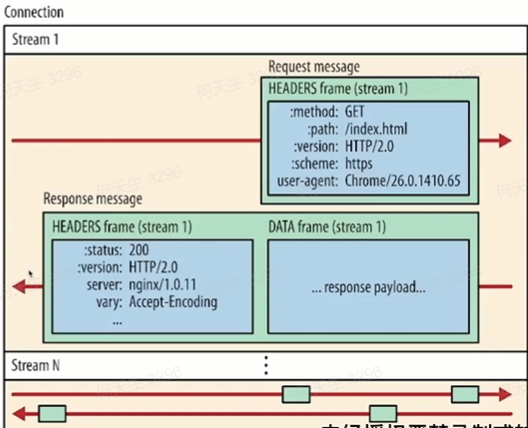 Connection
Stream 1
Request message
HEADERS frame (stream 1)
:method: GET
:path: /index.html
:version: HTTP/2.0
:scheme: https
user-agent: Chrome/26.0.1410.65
Response message
HEADERS frame (stream 1)
:status: 200
:version: HTTP/2.0
server: nginx/1.0.11
vary: Accept-Encoding
...
DATA frame (stream 1)
... response payload...
Stream N
何天生 3296